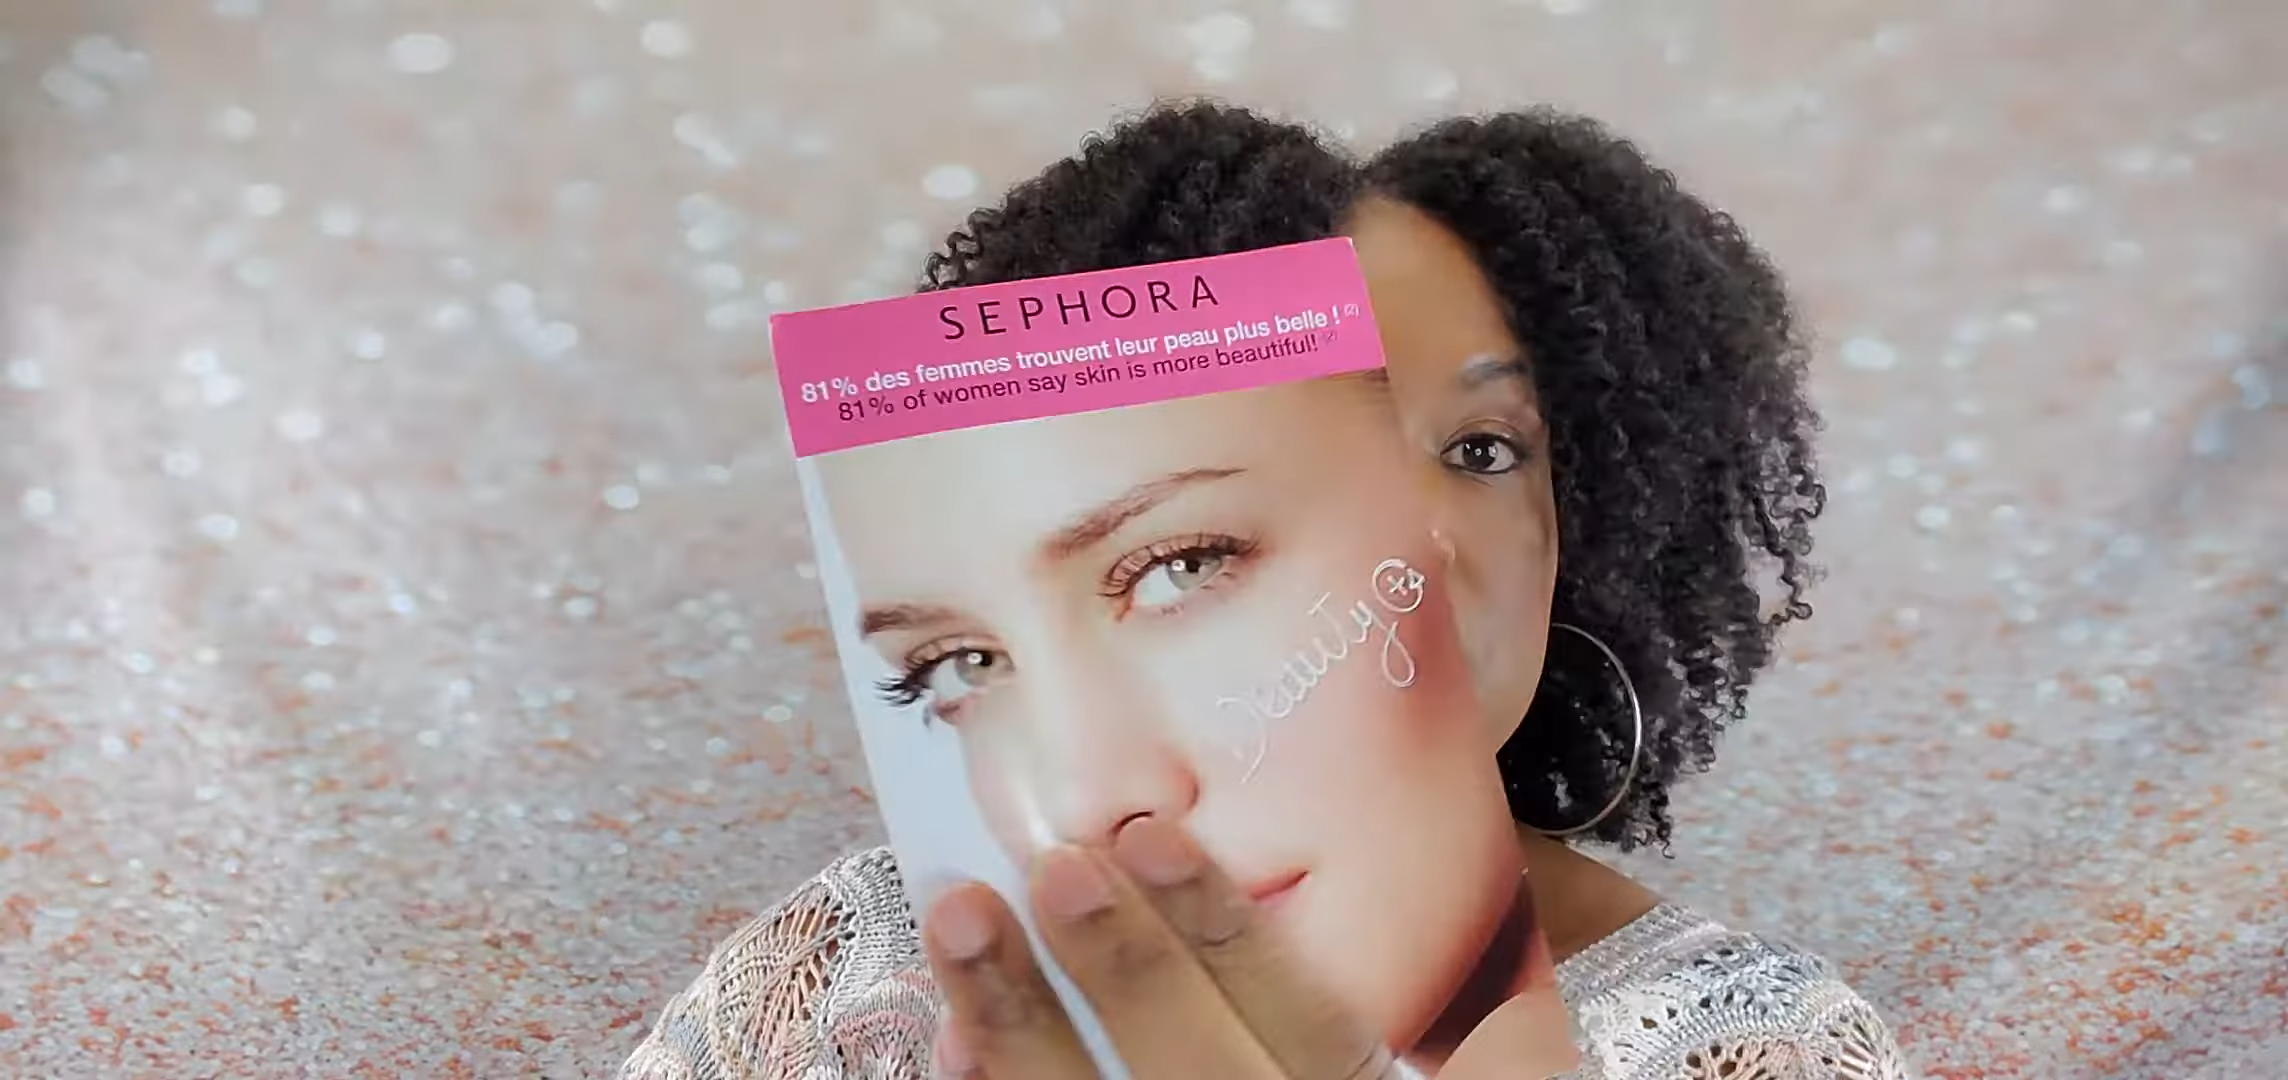 SEPHORA
81% des femmes trouvent leur peau plus belle ! (2)
81% of women say skin is more beautiful! (2)
Beauty